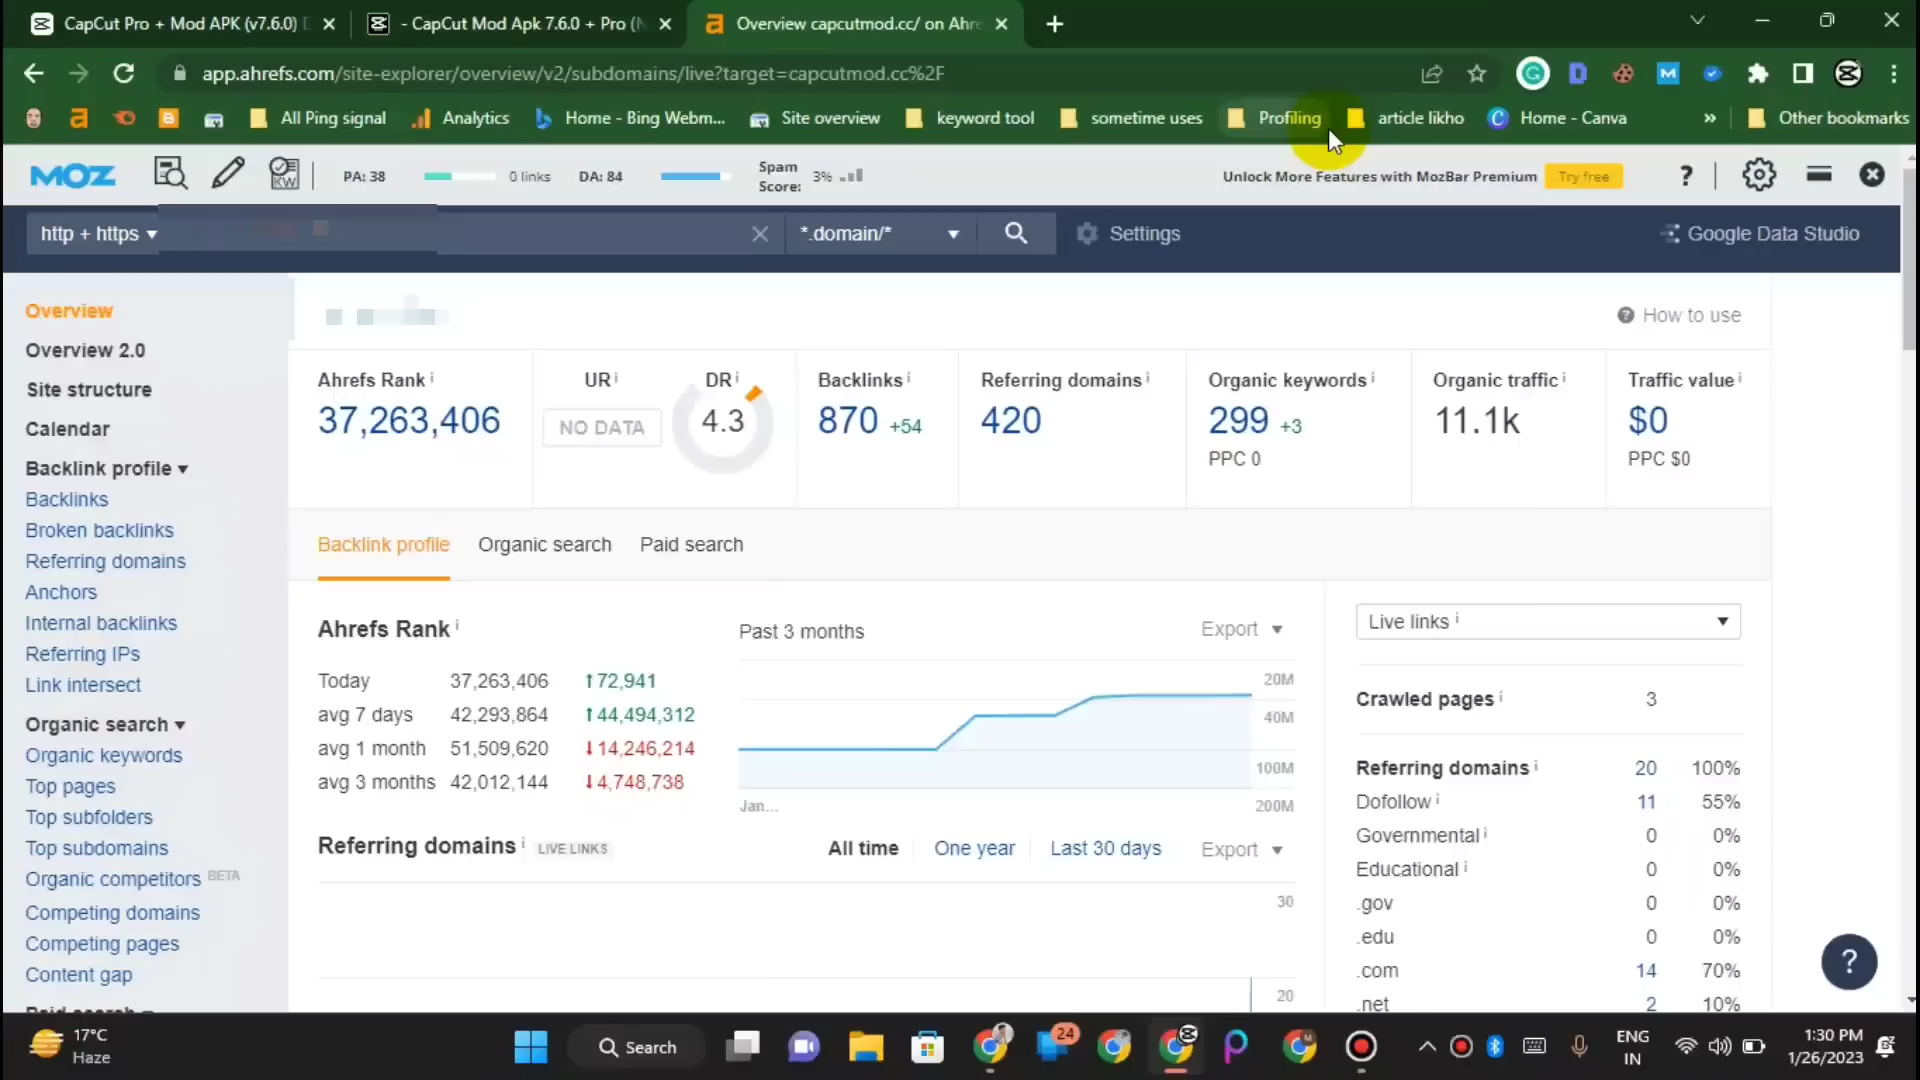 CapCut Pro + Mod APK (v7.6.0)
- CapCut Mod Apk 7.6.0 + Pro (
Overview capcutmod.cc/ on Ahre
app.ahrefs.com/site-explorer/overview/v2/subdomains/live?target=capcutmod.cc%2F
All Ping signal
Analytics
Home - Bing Webm...
Site overview
keyword tool
sometime uses
Profiling
article likho
Home - Canva
»
Other bookmarks
MOZ
KW
PA: 38
0 links
DA: 84
Spam
Score:
3%
Unlock More Features with MozBar Premium
Try free
?
http + https
*.domain/*
Settings
Google Data Studio
Overview
Overview 2.0
Site structure
Calendar
Backlink profile
Backlinks
Broken backlinks
Referring domains
Anchors
Internal backlinks
Referring IPs
Link intersect
Organic search
Organic keywords
Top pages
Top subfolders
Top subdomains
Organic competitors BETA
Competing domains
Competing pages
Content gap
Paid search
How to use
Ahrefs Rank i
37,263,406
UR i
NO DATA
DR i
4.3
Backlinks i
870 +54
Referring domains i
420
Organic keywords i
299 +3
PPC 0
Organic traffic i
11.1k
Traffic value i
$0
PPC $0
Backlink profile
Organic search
Paid search
Ahrefs Rank i
Past 3 months
Export
Today 37,263,406 ↑72,941
avg 7 days 42,293,864 ↑44,494,312
avg 1 month 51,509,620 ↓14,246,214
avg 3 months 42,012,144 ↓4,748,738
20M
40M
100M
200M
Jan...
Referring domains i LIVE LINKS
All time
One year
Last 30 days
Export
30
20
Live links i
Crawled pages i 3
Referring domains i 20 100%
Dofollow i 11 55%
Governmental i 0 0%
Educational i 0 0%
.gov 0 0%
.edu 0 0%
.com 14 70%
.net 2 10%
?
17°C
Haze
Search
24
ENG
IN
1:30 PM
1/26/2023